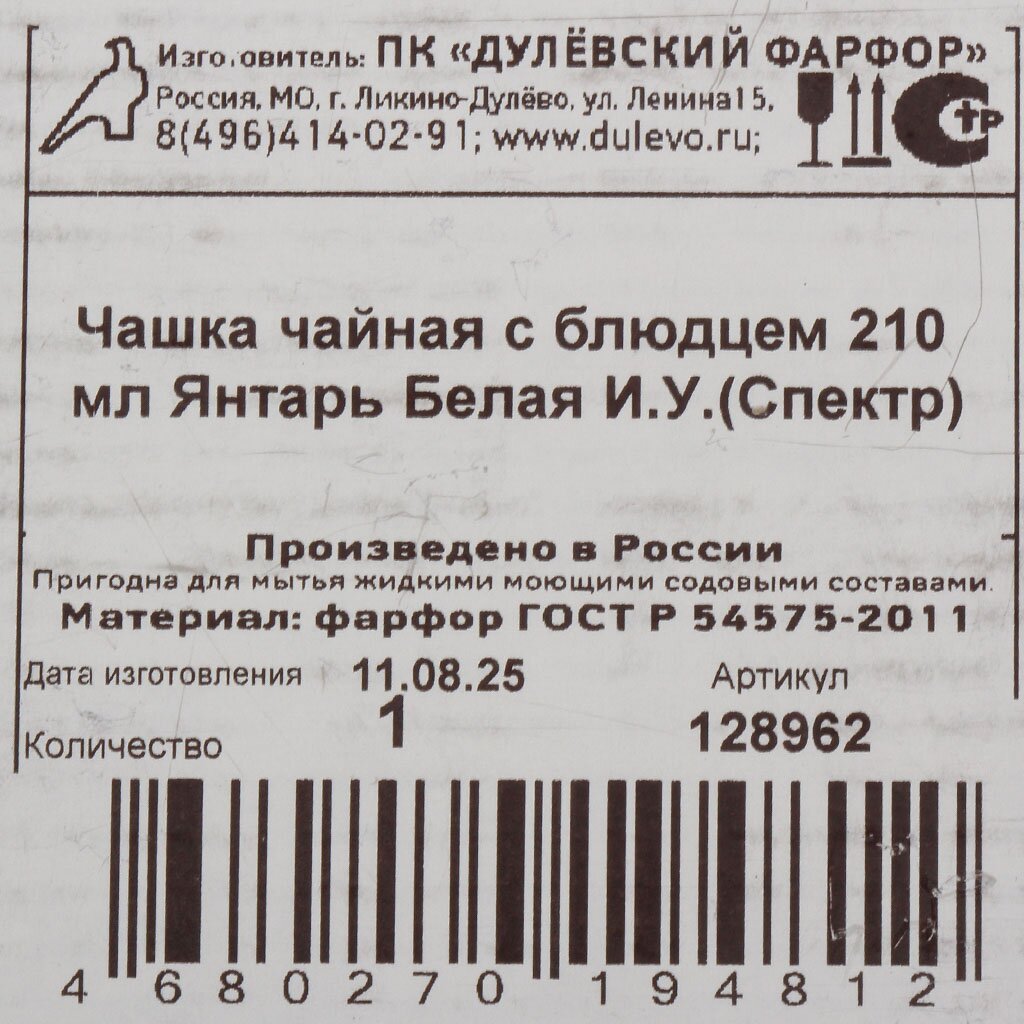 Изготовитель: ПК «ДУЛЁВСКИЙ ФАРФОР»
Россия, МО, г. Ликино-Дулёво, ул. Ленина15,
8(496)414-02-91; www.dulevo.ru;
тр
Чашка чайная с блюдцем 210
мл Янтарь Белая И.У.(Спектр)
Произведено в России
Пригодна для мытья жидкими моющими содовыми составами.
Материал: фарфор ГОСТ Р 54575-2011
Дата изготовления 11.08.25 Артикул
Количество 1 128962
4 680270 194812